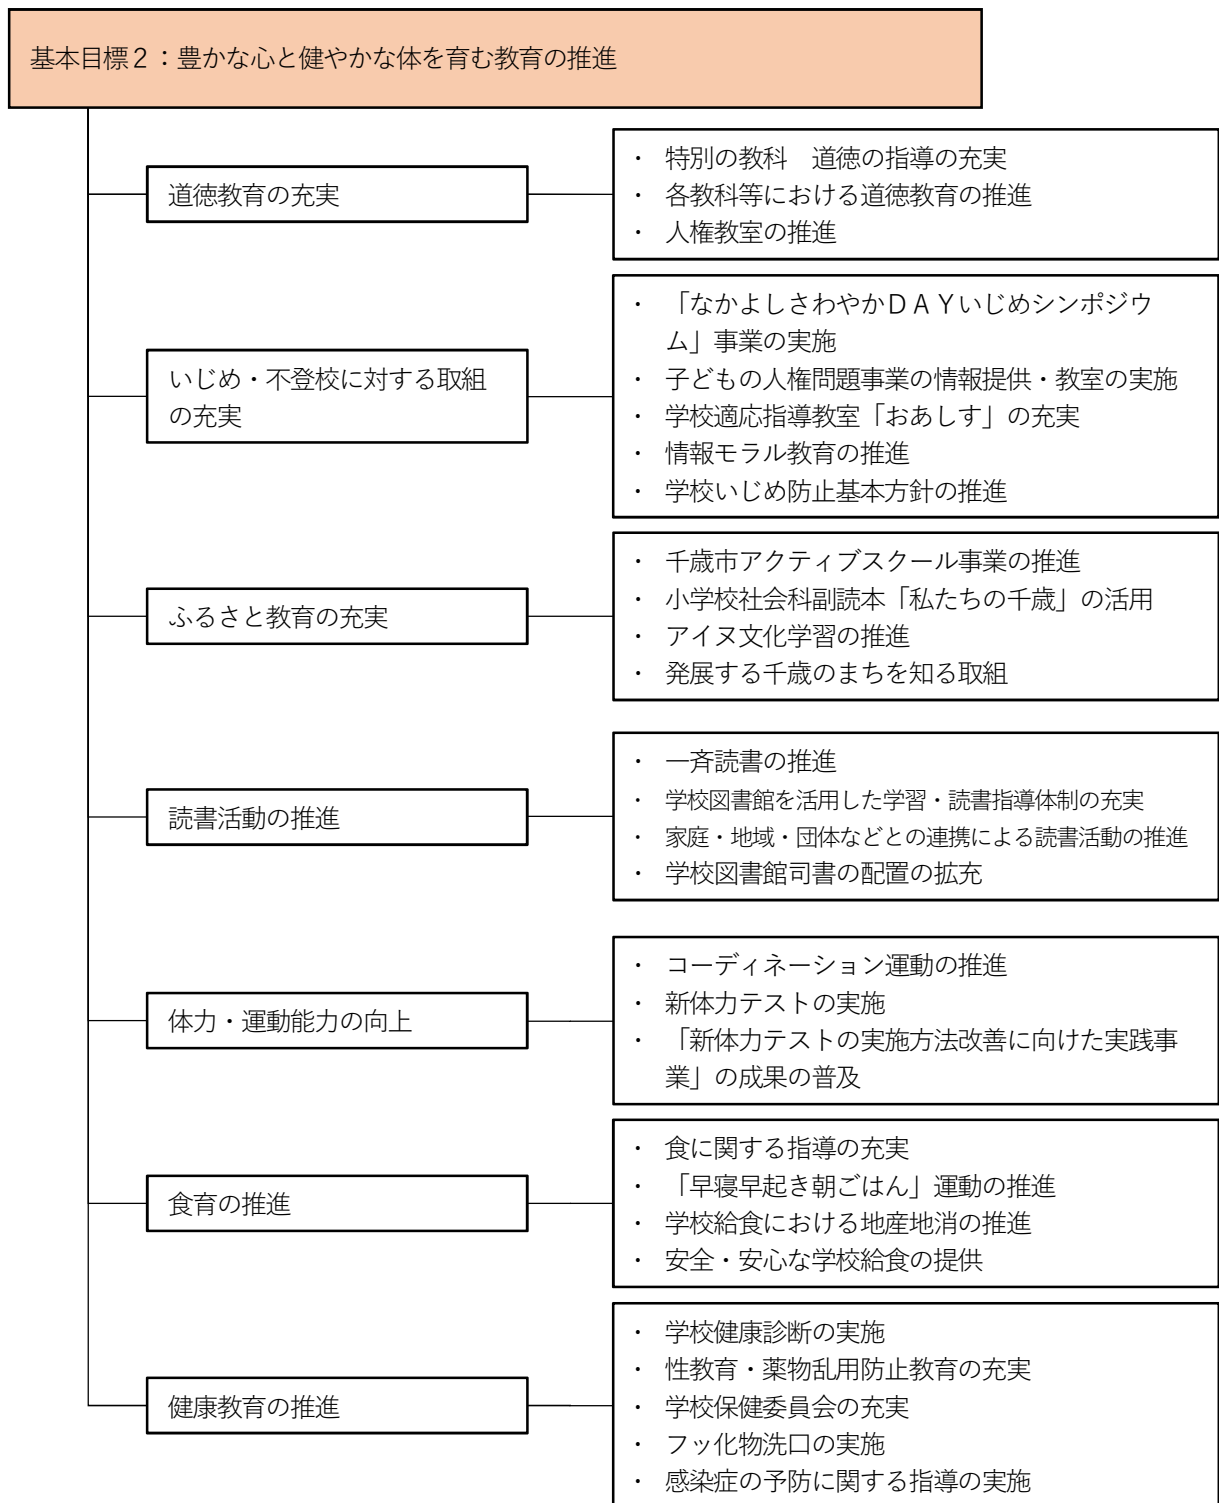 基本目標２：豊かな心と健やかな体を育む教育の推進
道徳教育の充実
・ 特別の教科　道徳の指導の充実
・ 各教科等における道徳教育の推進
・ 人権教室の推進
いじめ・不登校に対する取組
の充実
・ 「なかよしさわやかＤＡＹいじめシンポジウ
ム」事業の実施
・ 子どもの人権問題事業の情報提供・教室の実施
・ 学校適応指導教室「おあしす」の充実
・ 情報モラル教育の推進
・ 学校いじめ防止基本方針の推進
ふるさと教育の充実
・ 千歳市アクティブスクール事業の推進
・ 小学校社会科副読本「私たちの千歳」の活用
・ アイヌ文化学習の推進
・ 発展する千歳のまちを知る取組
読書活動の推進
・ 一斉読書の推進
・ 学校図書館を活用した学習・読書指導体制の充実
・ 家庭・地域・団体などとの連携による読書活動の推進
・ 学校図書館司書の配置の拡充
体力・運動能力の向上
・ コーディネーション運動の推進
・ 新体力テストの実施
・ 「新体力テストの実施方法改善に向けた実践事
業」の成果の普及
食育の推進
・ 食に関する指導の充実
・ 「早寝早起き朝ごはん」運動の推進
・ 学校給食における地産地消の推進
・ 安全・安心な学校給食の提供
健康教育の推進
・ 学校健康診断の実施
・ 性教育・薬物乱用防止教育の充実
・ 学校保健委員会の充実
・ フッ化物洗口の実施
・ 感染症の予防に関する指導の実施